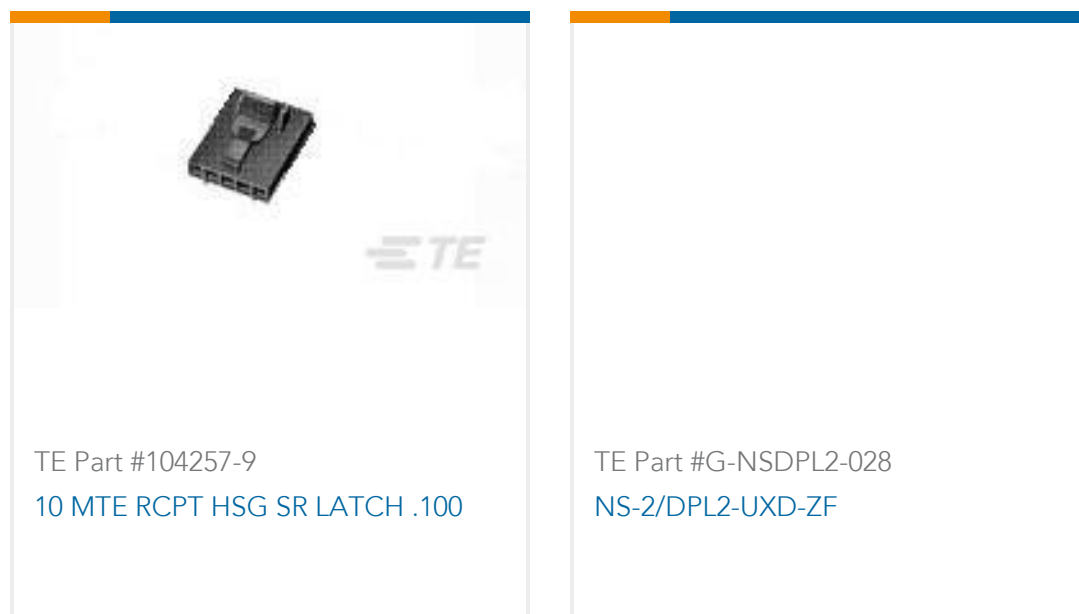 TE
TE Part #104257-9
10 MTE RCPT HSG SR LATCH .100
TE Part #G-NSDPL2-028
NS-2/DPL2-UXD-ZF